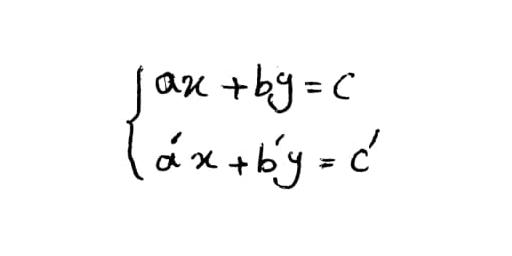 ax + by = c
a'x + b'y = c'